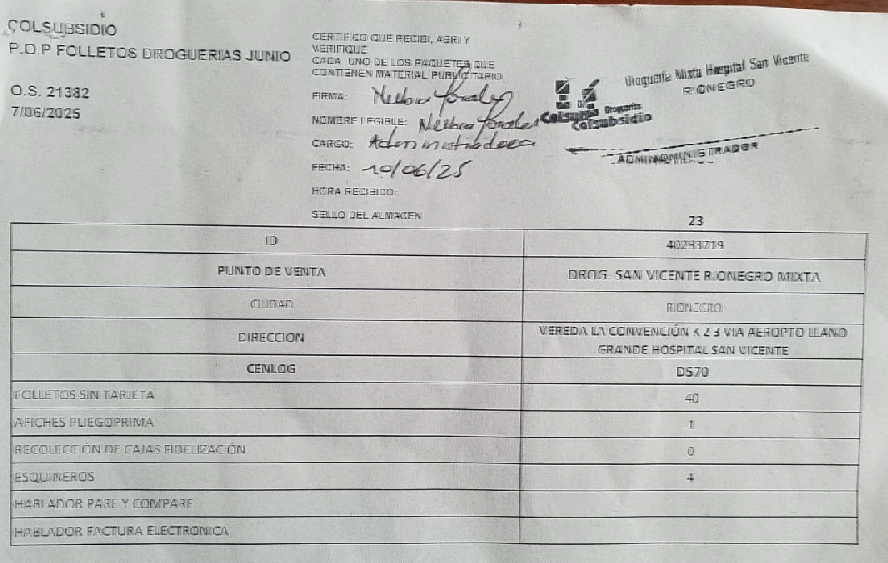 COLSUBSIDIO
P.O.P FOLLETOS DROGUERIAS JUNIO
O.S. 21382
7/06/2025
CERTIFICO QUE RECIBI, ABRI Y
VERIFIQUE
CADA UNO DE LOS PAQUETES QUE
CONTIENEN MATERIAL PUBLICITARIO
FIRMA:
NOMBRE LEGIBLE:
CARGO: Administradora
FECHA: 10/06/25
HORA RECIBIDO:
SELLO DEL ALMACEN
Droguería Mixta Hospital San Vicente
RIONEGRO
Droguería
Colsubsidio
23
ID 40283719
PUNTO DE VENTA DROG. SAN VICENTE RIONEGRO MIXTA
CIUDAD RIONEGRO
DIRECCION VEREDA LA CONVENCIÓN K 2 3 VIA AEROPTO LLANO
GRANDE HOSPITAL SAN VICENTE
CENLOG DS70
FOLLETOS SIN TARJETA 40
AFICHES PLIEGOPRIMA 1
RECOLECCIÓN DE CAJAS FIDELIZACIÓN 0
ESQUINEROS 4
HABLADOR PARE Y COMPARE
HABLADOR FACTURA ELECTRONICA